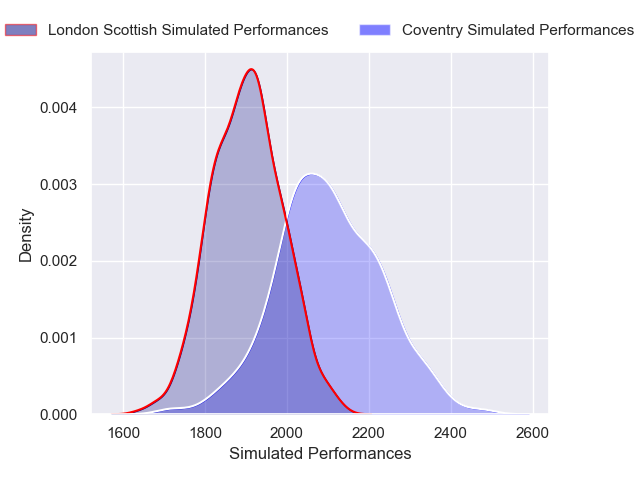 London Scottish Simulated Performances
Coventry Simulated Performances
0.004
0.003
0.002
0.001
0.000
Density
1600 1800 2000 2200 2400 2600
Simulated Performances